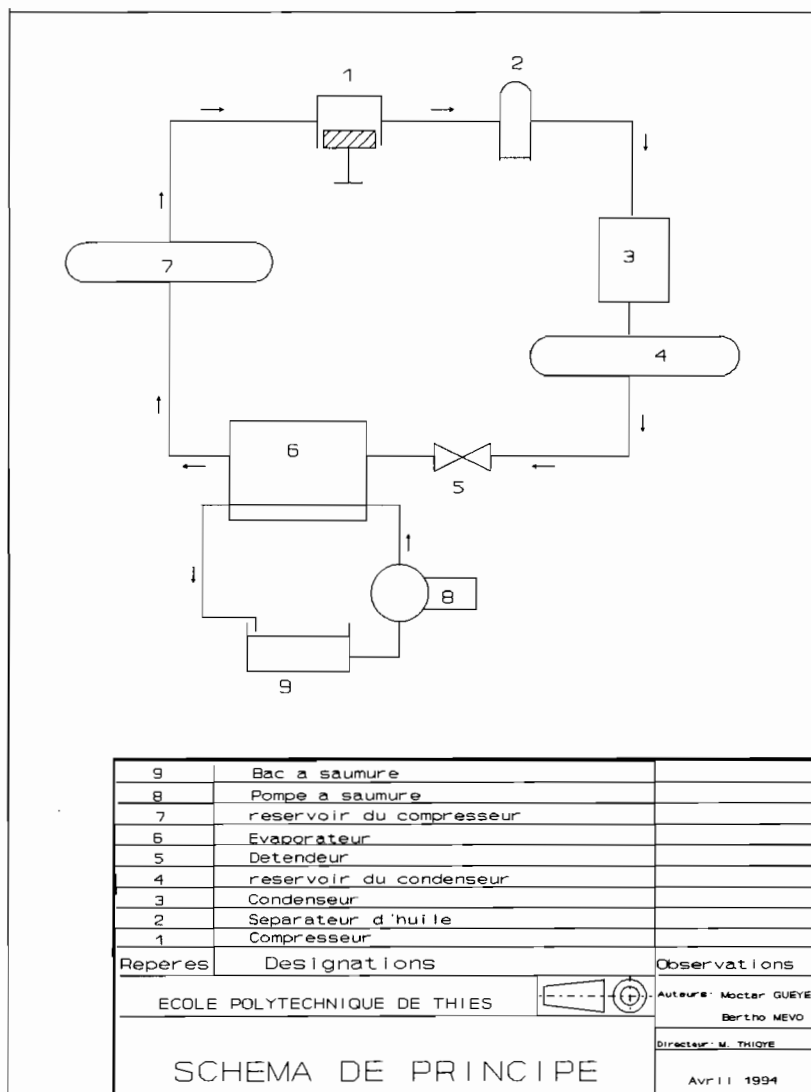 1
2
3
7
4
6
5
8
9
9 Bac a saumure
8 Pompe a saumure
7 reservoir du compresseur
6 Evaporateur
5 Detendeur
4 reservoir du condenseur
3 Condenseur
2 Separateur d'huile
1 Compresseur
Repères Designations Observations
ECOLE POLYTECHNIQUE DE THIES
Auteurs: Moctar GUEYE
Bertho MEVO
Directeur: M. THIOYE
SCHEMA DE PRINCIPE
Avril 1994